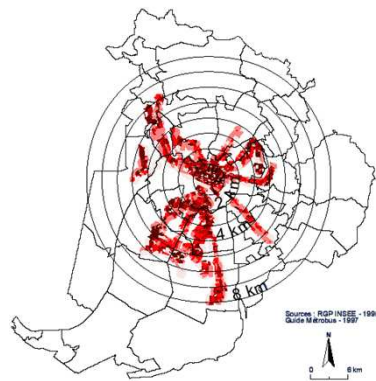 2 km
4 km
8 km
Sources : RGP INSEE - 199
Guide Métrobus - 1997
N
0 6 km